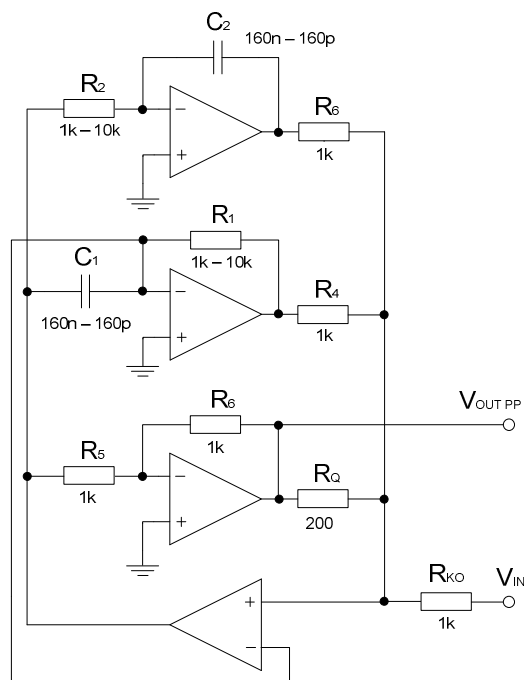 C2
160n – 160p
R2
1k – 10k
R6
1k
−
+
R1
1k – 10k
C1
160n – 160p
R4
1k
−
+
VOUT PP
R6
1k
R5
1k
RQ
200
−
+
RKO
1k
VIN
+
−